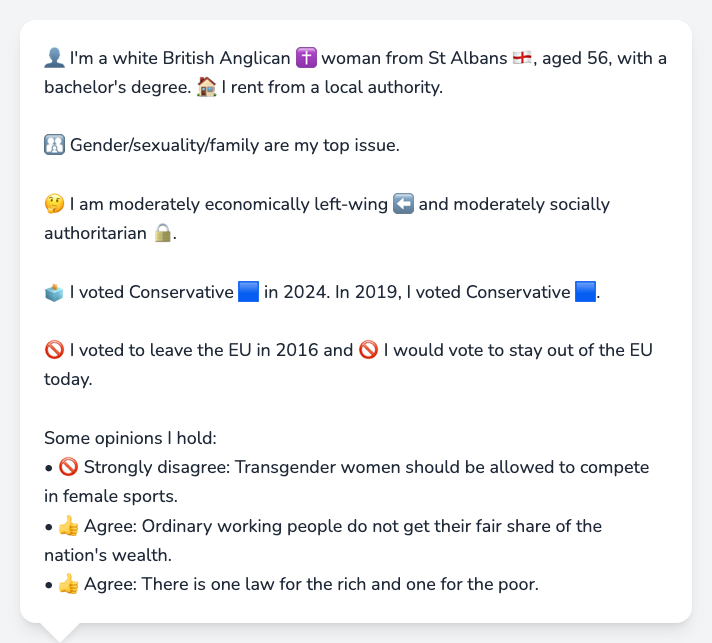 👤 I'm a white British Anglican ✝️ woman from St Albans 🏴󠁧󠁢󠁥󠁮󠁧󠁿, aged 56, with a
bachelor's degree. 🏠 I rent from a local authority.
🚻 Gender/sexuality/family are my top issue.
🤔 I am moderately economically left-wing ⬅️ and moderately socially
authoritarian 🔒.
🗳️ I voted Conservative 🟦 in 2024. In 2019, I voted Conservative 🟦.
🚫 I voted to leave the EU in 2016 and 🚫 I would vote to stay out of the EU
today.
Some opinions I hold:
• 🚫 Strongly disagree: Transgender women should be allowed to compete
in female sports.
• 👍 Agree: Ordinary working people do not get their fair share of the
nation's wealth.
• 👍 Agree: There is one law for the rich and one for the poor.